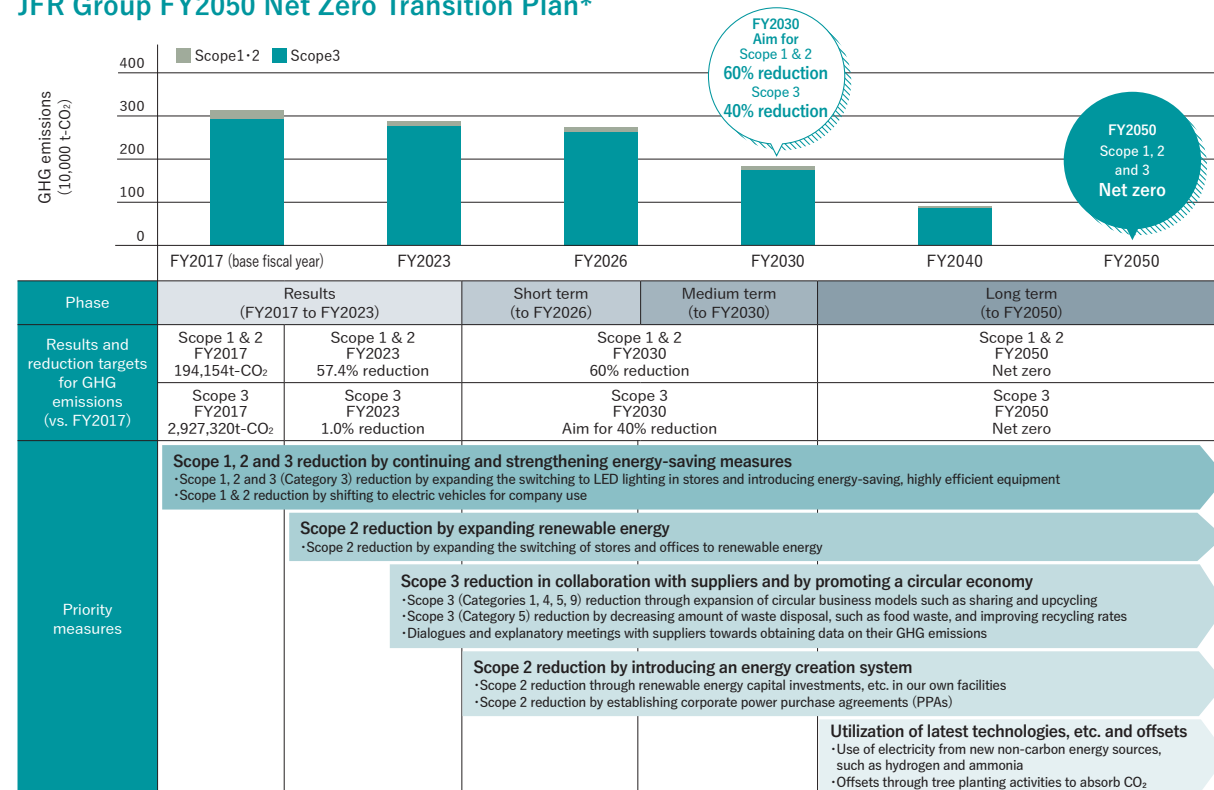 JFR Group FY2050 Net Zero Transition Plan*
Scope1・2 Scope3
GHG emissions
(10,000 t-CO₂)
400
300
200
100
0
FY2030
Aim for
Scope 1 & 2
60% reduction
Scope 3
40% reduction
FY2050
Scope 1, 2
and 3
Net zero
FY2017 (base fiscal year) FY2023 FY2026 FY2030 FY2040 FY2050
Phase
Results
(FY2017 to FY2023)
Short term
(to FY2026)
Medium term
(to FY2030)
Long term
(to FY2050)
Results and
reduction targets
for GHG
emissions
(vs. FY2017)
Scope 1 & 2
FY2017
194,154t-CO₂
Scope 1 & 2
FY2023
57.4% reduction
Scope 1 & 2
FY2030
60% reduction
Scope 1 & 2
FY2050
Net zero
Scope 3
FY2017
2,927,320t-CO₂
Scope 3
FY2023
1.0% reduction
Scope 3
FY2030
Aim for 40% reduction
Scope 3
FY2050
Net zero
Priority
measures
Scope 1, 2 and 3 reduction by continuing and strengthening energy-saving measures
・Scope 1, 2 and 3 (Category 3) reduction by expanding the switching to LED lighting in stores and introducing energy-saving, highly efficient equipment
・Scope 1 & 2 reduction by shifting to electric vehicles for company use
Scope 2 reduction by expanding renewable energy
・Scope 2 reduction by expanding the switching of stores and offices to renewable energy
Scope 3 reduction in collaboration with suppliers and by promoting a circular economy
・Scope 3 (Categories 1, 4, 5, 9) reduction through expansion of circular business models such as sharing and upcycling
・Scope 3 (Category 5) reduction by decreasing amount of waste disposal, such as food waste, and improving recycling rates
・Dialogues and explanatory meetings with suppliers towards obtaining data on their GHG emissions
Scope 2 reduction by introducing an energy creation system
・Scope 2 reduction through renewable energy capital investments, etc. in our own facilities
・Scope 2 reduction by establishing corporate power purchase agreements (PPAs)
Utilization of latest technologies, etc. and offsets
・Use of electricity from new non-carbon energy sources,
such as hydrogen and ammonia
・Offsets through tree planting activities to absorb CO₂